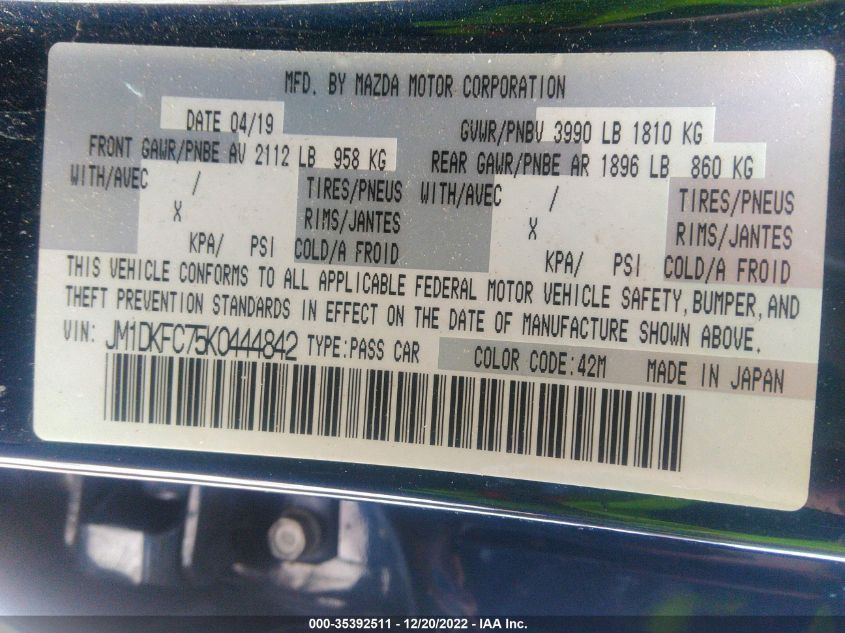 MFD. BY MAZDA MOTOR CORPORATION
DATE 04/19 GVWR/PNBV 3990 LB 1810 KG
FRONT GAWR/PNBE AV 2112 LB 958 KG REAR GAWR/PNBE AR 1896 LB 860 KG
WITH/AVEC / TIRES/PNEUS WITH/AVEC / TIRES/PNEUS
X RIMS/JANTES X RIMS/JANTES
KPA/ PSI COLD/A FROID KPA/ PSI COLD/A FROID
THIS VEHICLE CONFORMS TO ALL APPLICABLE FEDERAL MOTOR VEHICLE SAFETY, BUMPER, AND
THEFT PREVENTION STANDARDS IN EFFECT ON THE DATE OF MANUFACTURE SHOWN ABOVE.
VIN: JM1DKFC75K0444842 TYPE:PASS CAR COLOR CODE:42M MADE IN JAPAN
000-35392511 - 12/20/2022 - IAA Inc.